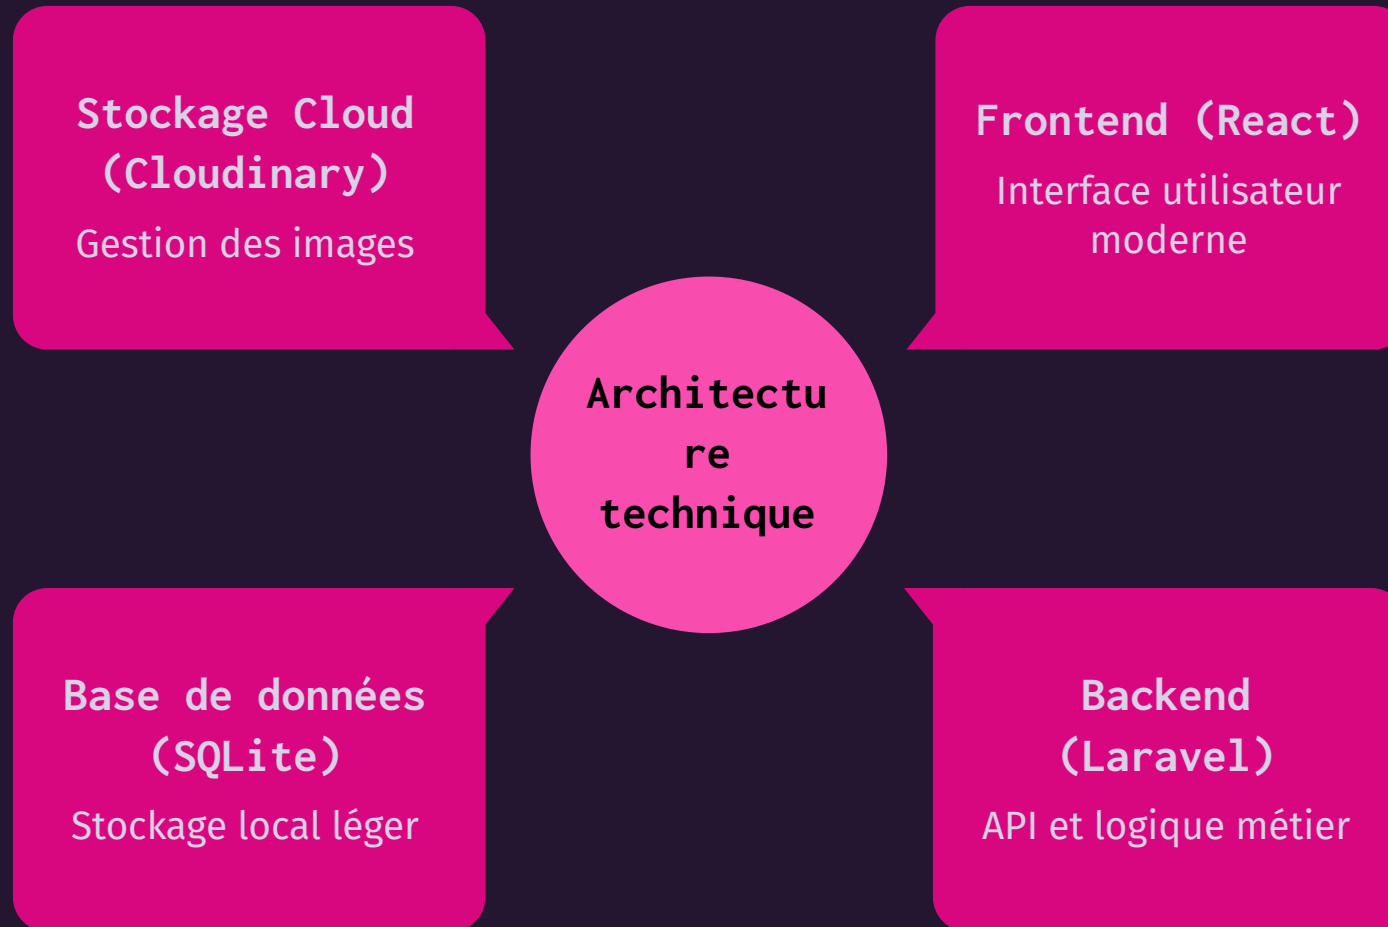 Stockage Cloud
(Cloudinary)
Gestion des images
Frontend (React)
Interface utilisateur
moderne
Architectu
re
technique
Base de données
(SQLite)
Stockage local léger
Backend
(Laravel)
API et logique métier